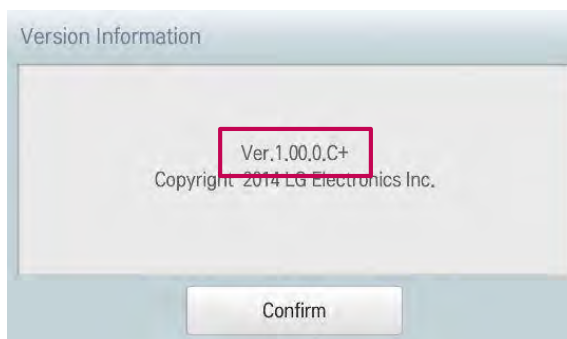 Version Information
Ver.1.00.0.C+
Copyright 2014 LG Electronics Inc.
Confirm